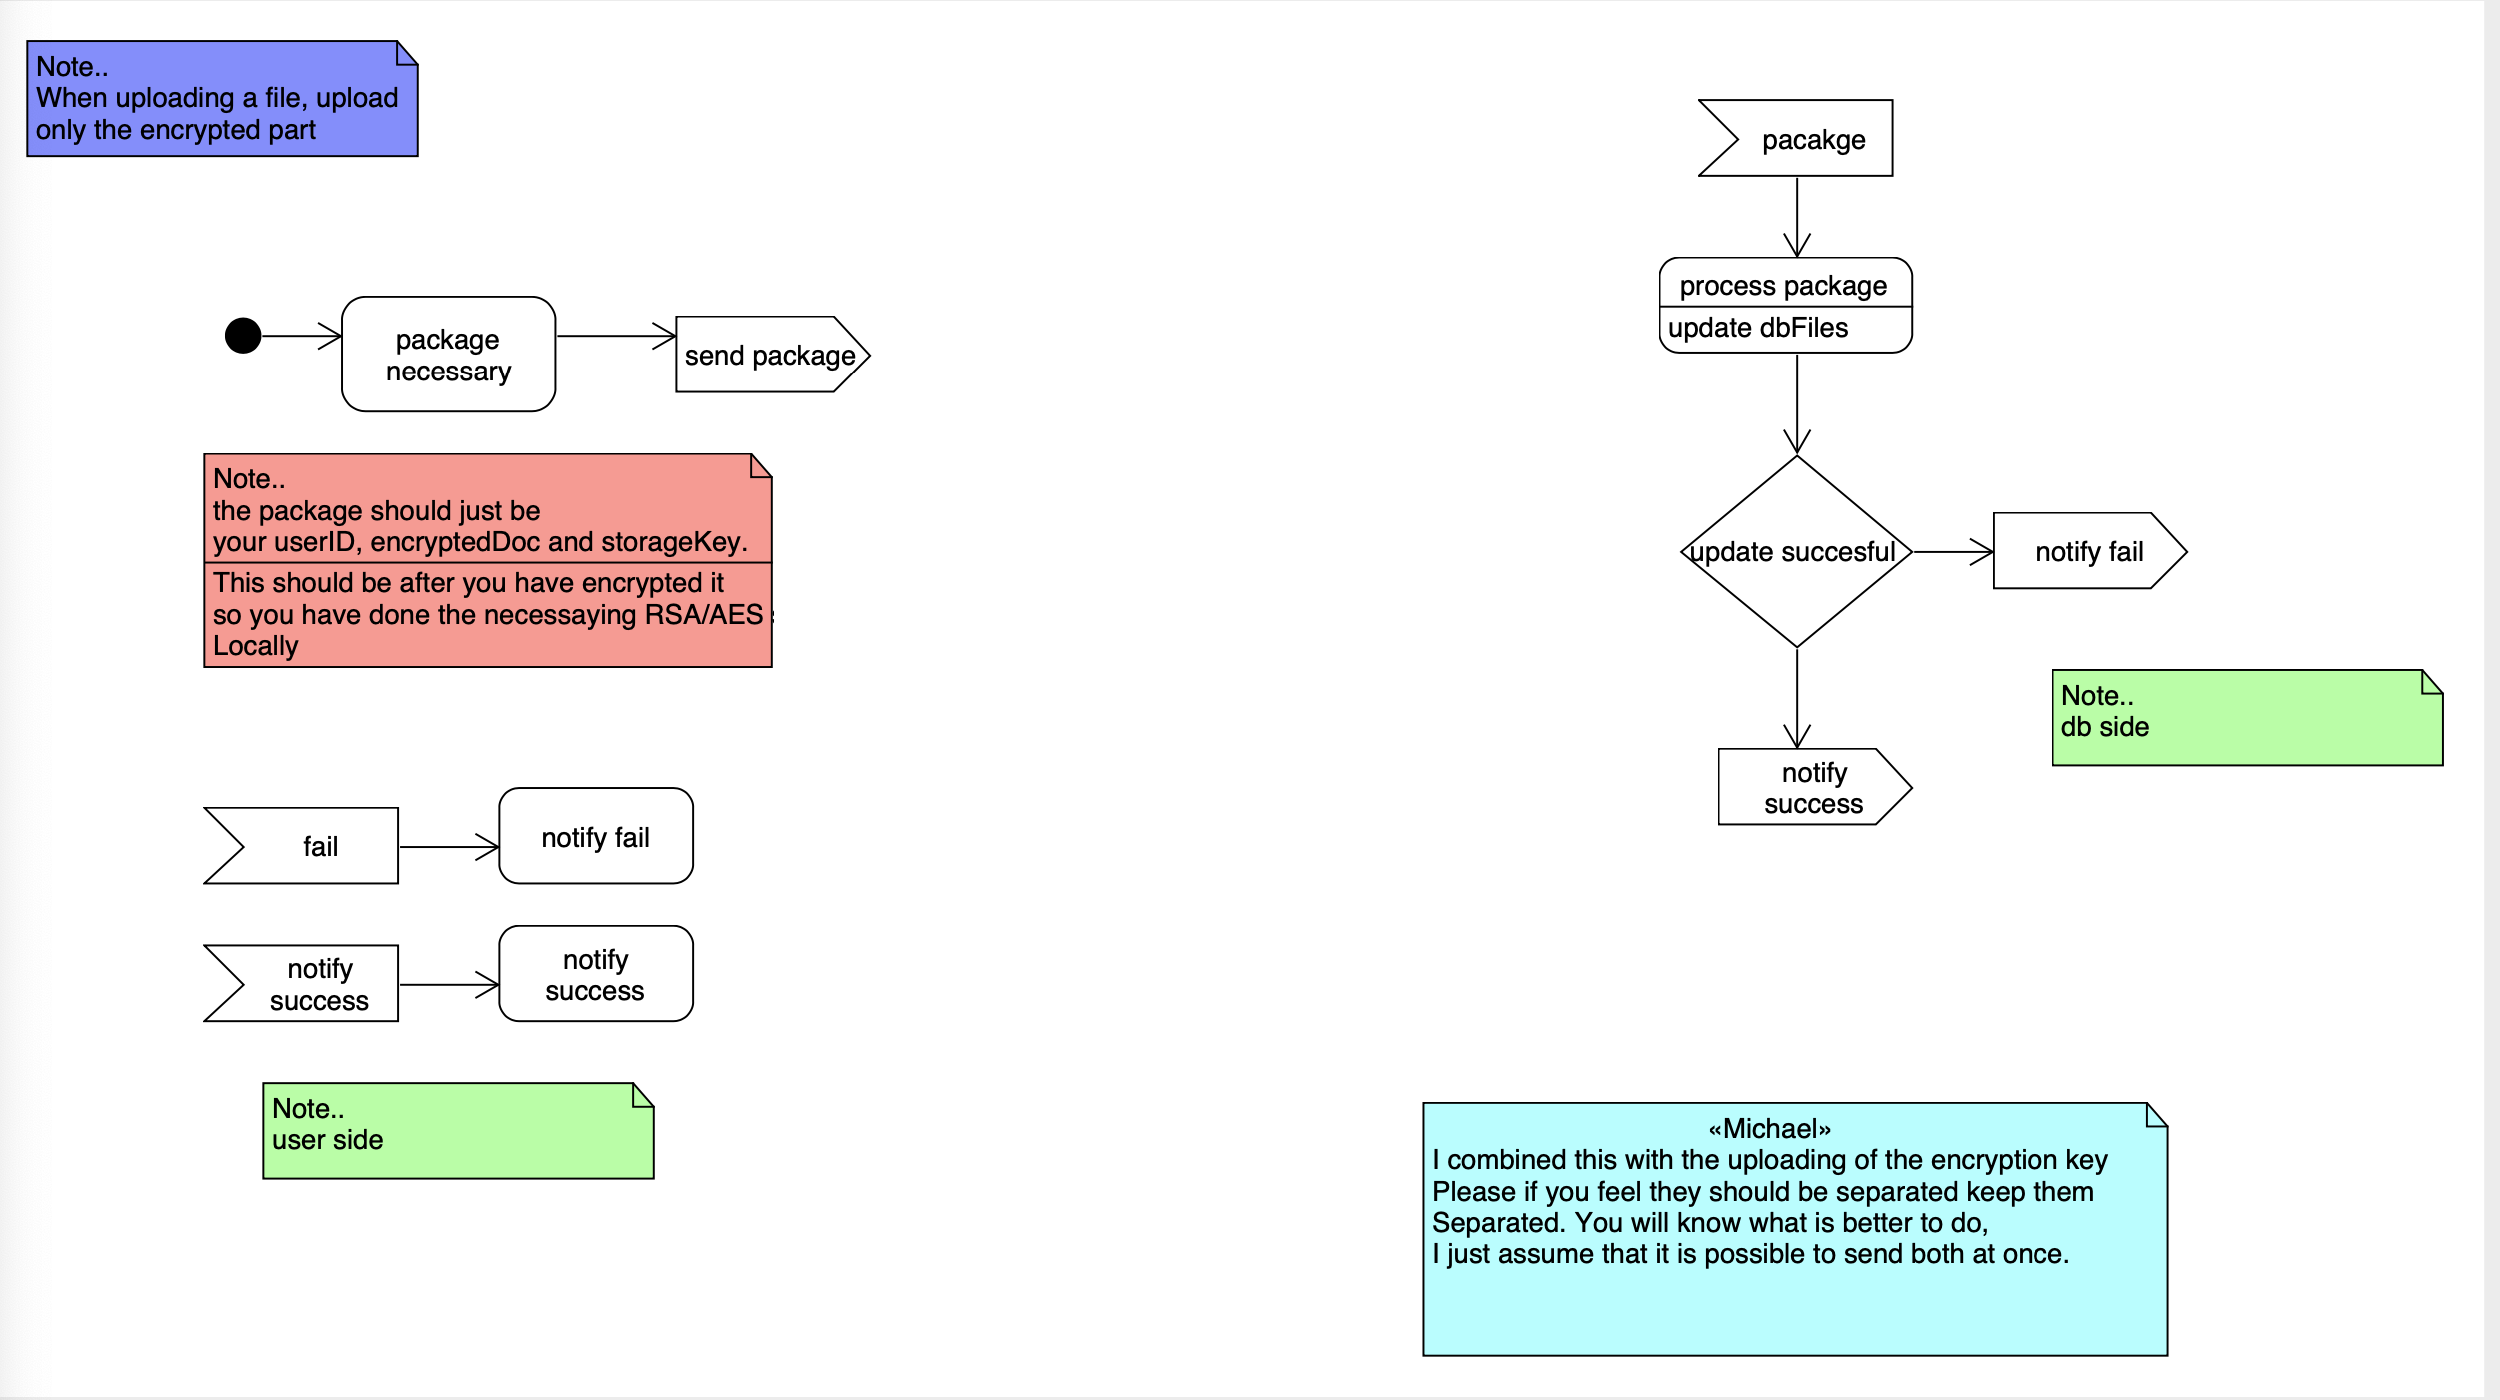 Note..
When uploading a file, upload
only the encrypted part
package
necessary
send package
Note..
the package should just be
your userID, encryptedDoc and storageKey.
This should be after you have encrypted it
so you have done the necessaying RSA/AES
Locally
fail
notify fail
notify
success
notify
success
Note..
user side
pacakge
process package
update dbFiles
update succesful
notify fail
notify
success
Note..
db side
«Michael»
I combined this with the uploading of the encryption key
Please if you feel they should be separated keep them
Separated. You will know what is better to do,
I just assume that it is possible to send both at once.